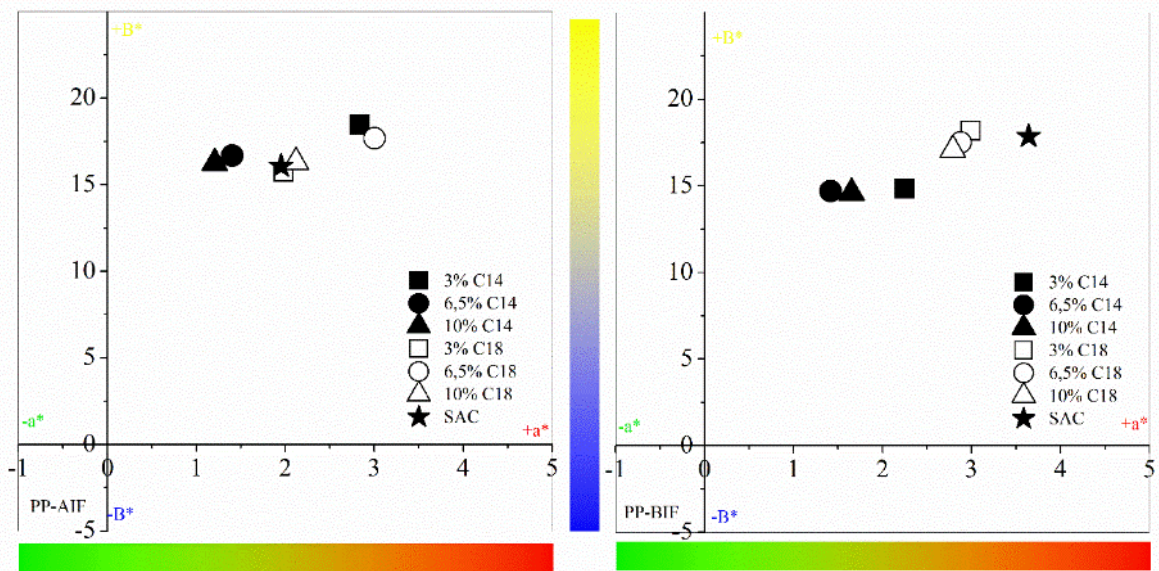 +B*
20
15
10
5
0
-5
-a*
+a*
-1
0
1
2
3
4
5
3% C14
6,5% C14
10% C14
3% C18
6,5% C18
10% C18
SAC
PP-AIF
-B*
+B*
20
15
10
5
0
-5
-a*
+a*
-1
0
1
2
3
4
5
3% C14
6,5% C14
10% C14
3% C18
6,5% C18
10% C18
SAC
PP-BIF
-B*